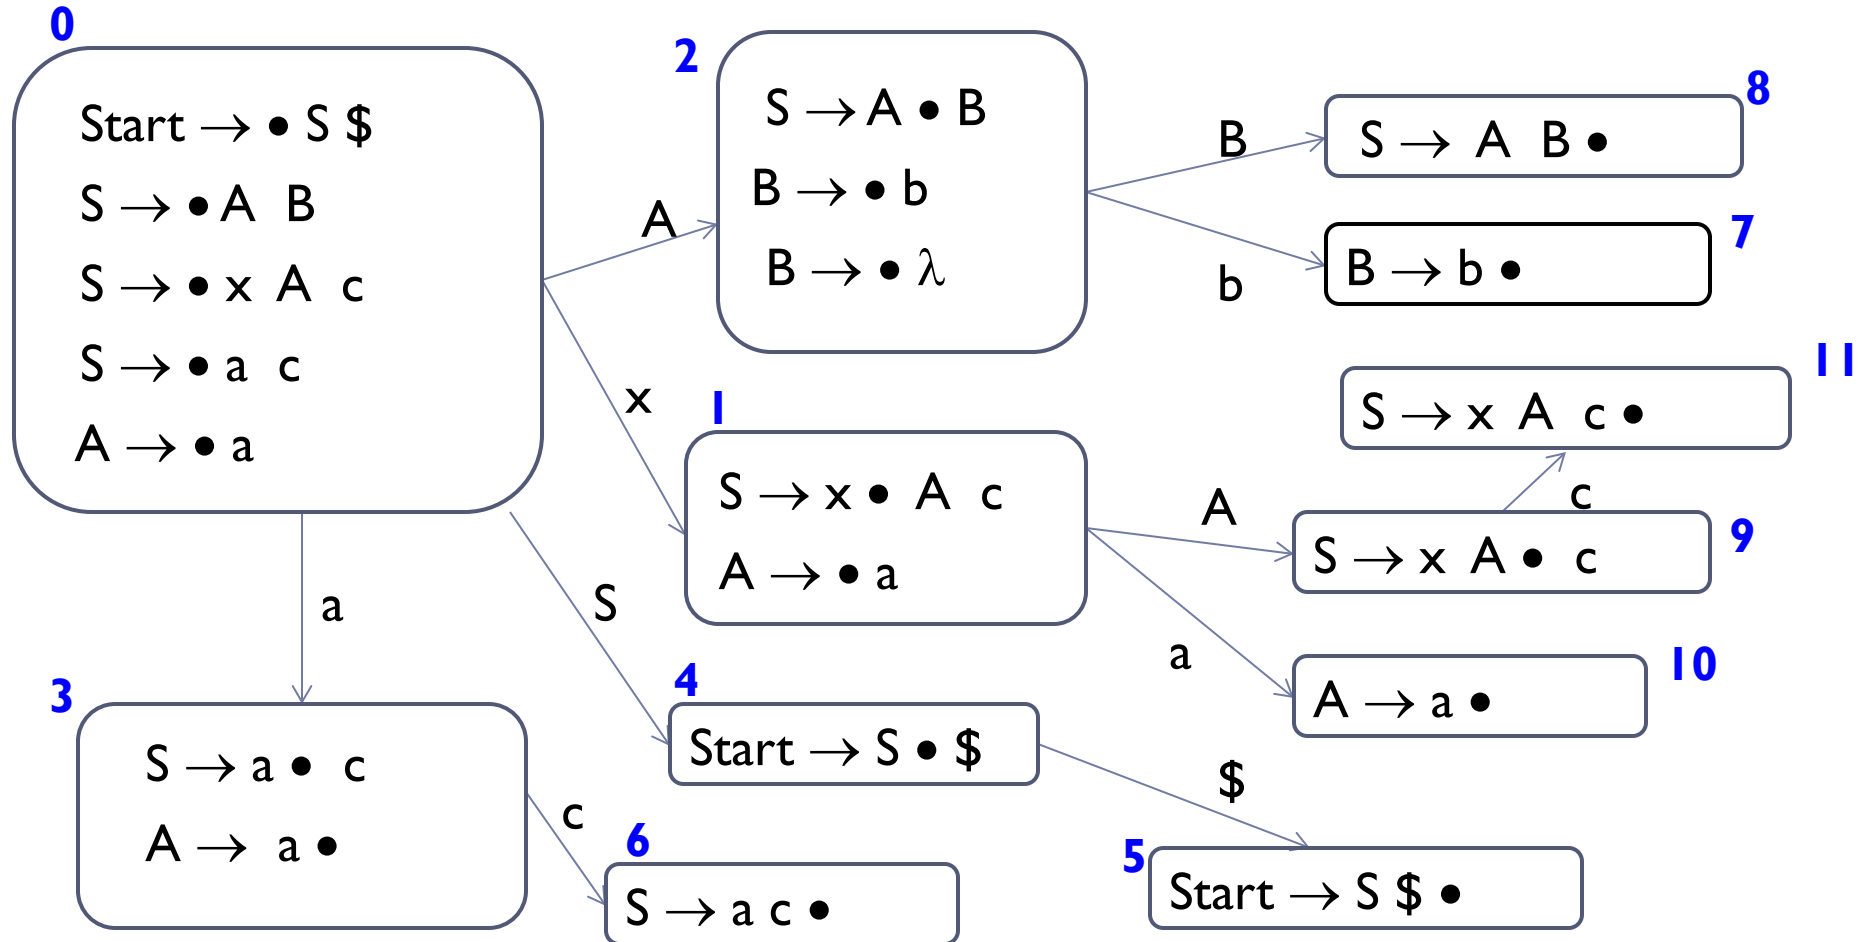 0
Start → • S $
S → • A B
S → • x A c
S → • a c
A → • a
A
x
a
S
2
S → A • B
B → • b
B → • λ
B
b
8
S → A B •
7
B → b •
1
S → x • A c
A → • a
A
a
11
S → x A c •
c
9
S → x A • c
10
A → a •
3
S → a • c
A → a •
c
4
Start → S • $
$
6
S → a c •
5
Start → S $ •